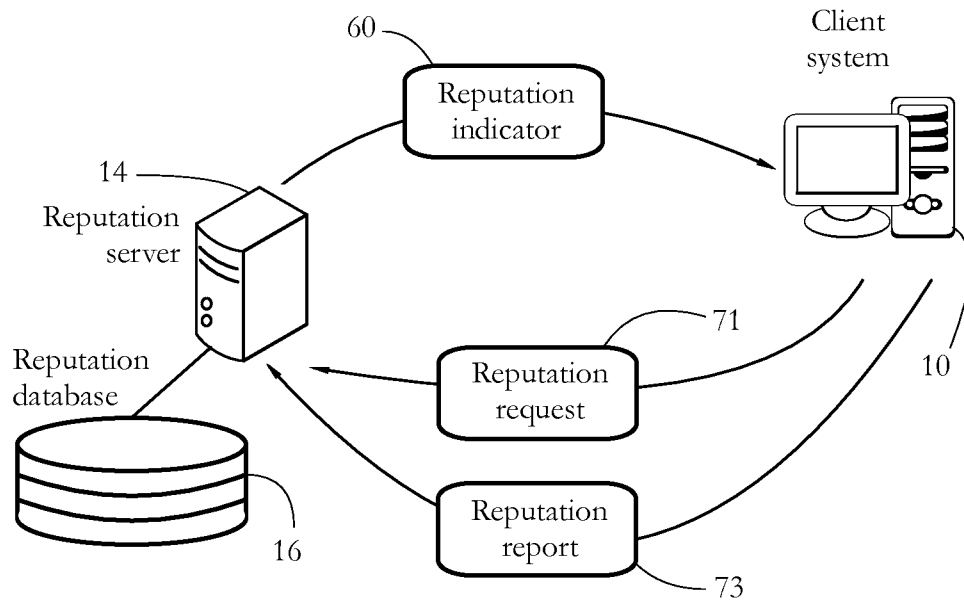 60
Client
system
Reputation
indicator
14
Reputation
server
71
10
Reputation
database
Reputation
request
Reputation
report
16
73